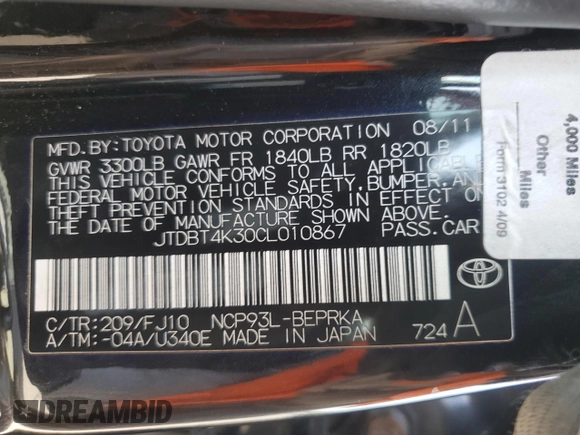 MFD. BY: TOYOTA MOTOR CORPORATION 08/11
GVWR 3300LB GAWR FR 1840LB RR 1820LB
THIS VEHICLE CONFORMS TO ALL APPLICABLE
FEDERAL MOTOR VEHICLE SAFETY, BUMPER, AND
THEFT PREVENTION STANDARDS IN EFFECT ON
THE DATE OF MANUFACTURE SHOWN ABOVE.
JTDBT4K30CL010867 PASS. CAR
C/TR: 209/FJ10 NCP93L-BEPRKA
A/TM: -04A/U340E MADE IN JAPAN 724 A
4,000 Miles
Other
Miles
Form 3102 4/09
DREAMBID